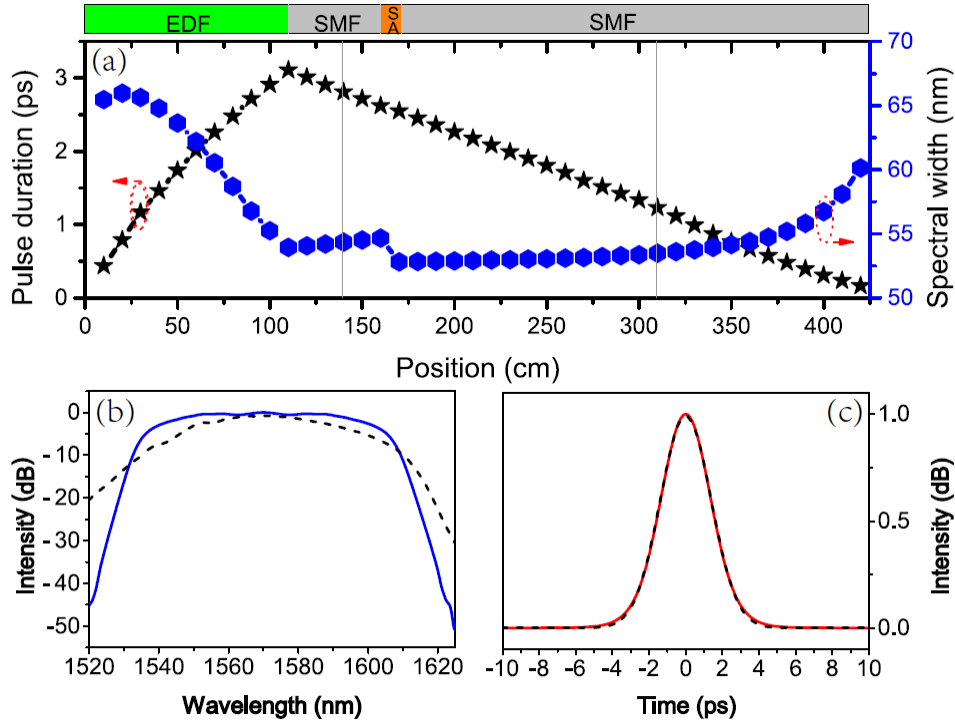 EDF SMF SA SMF
(a)
Pulse duration (ps)
3
2
1
0
Spectral width (nm)
70
65
60
55
50
0 50 100 150 200 250 300 350 400
Position (cm)
(b)
Intensity (dB)
0
-10
-20
-30
-40
-50
1520 1540 1560 1580 1600 1620
Wavelength (nm)
(c)
1.0
0.5
0.0
Intensity (dB)
-10 -8 -6 -4 -2 0 2 4 6 8 10
Time (ps)